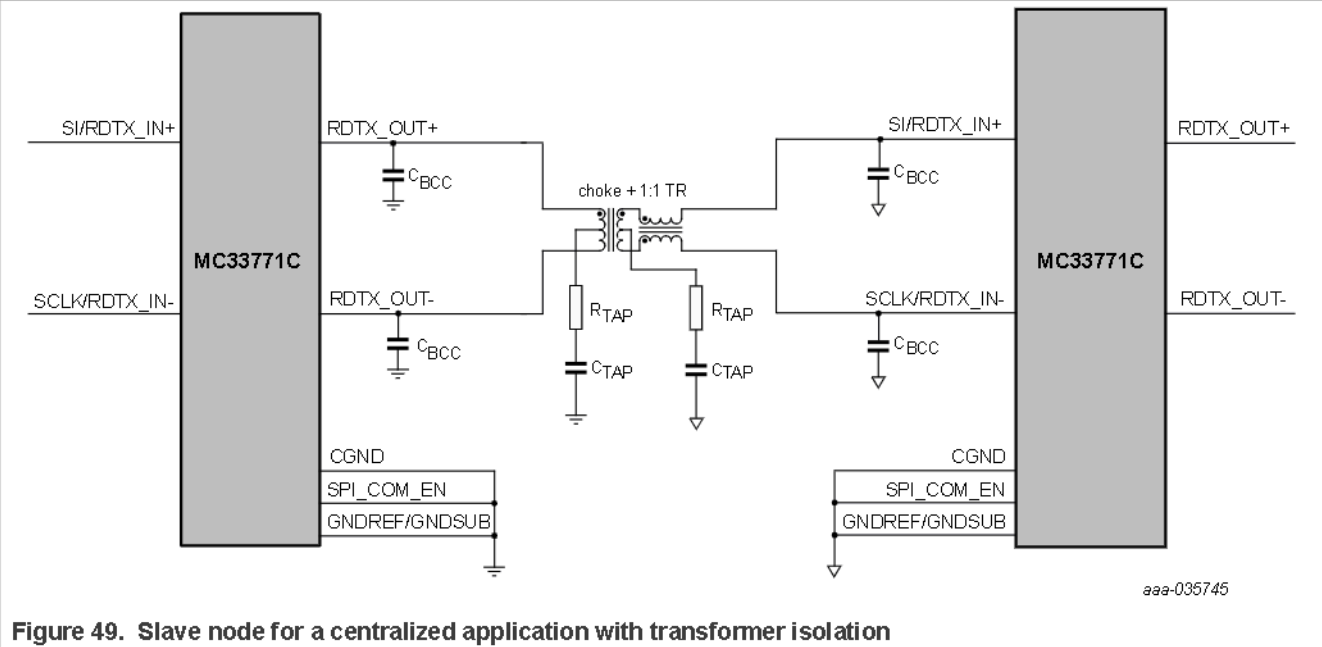 SI/RDTX_IN+
RDTX_OUT+
SI/RDTX_IN+
RDTX_OUT+
CBCC
CBCC
choke + 1:1 TR
MC33771C
MC33771C
SCLK/RDTX_IN-
RDTX_OUT-
SCLK/RDTX_IN-
RDTX_OUT-
RTAP
RTAP
CBCC
CBCC
CTAP
CTAP
CGND
CGND
SPI_COM_EN
SPI_COM_EN
GNDREF/GNDSUB
GNDREF/GNDSUB
aaa-035745
Figure 49. Slave node for a centralized application with transformer isolation